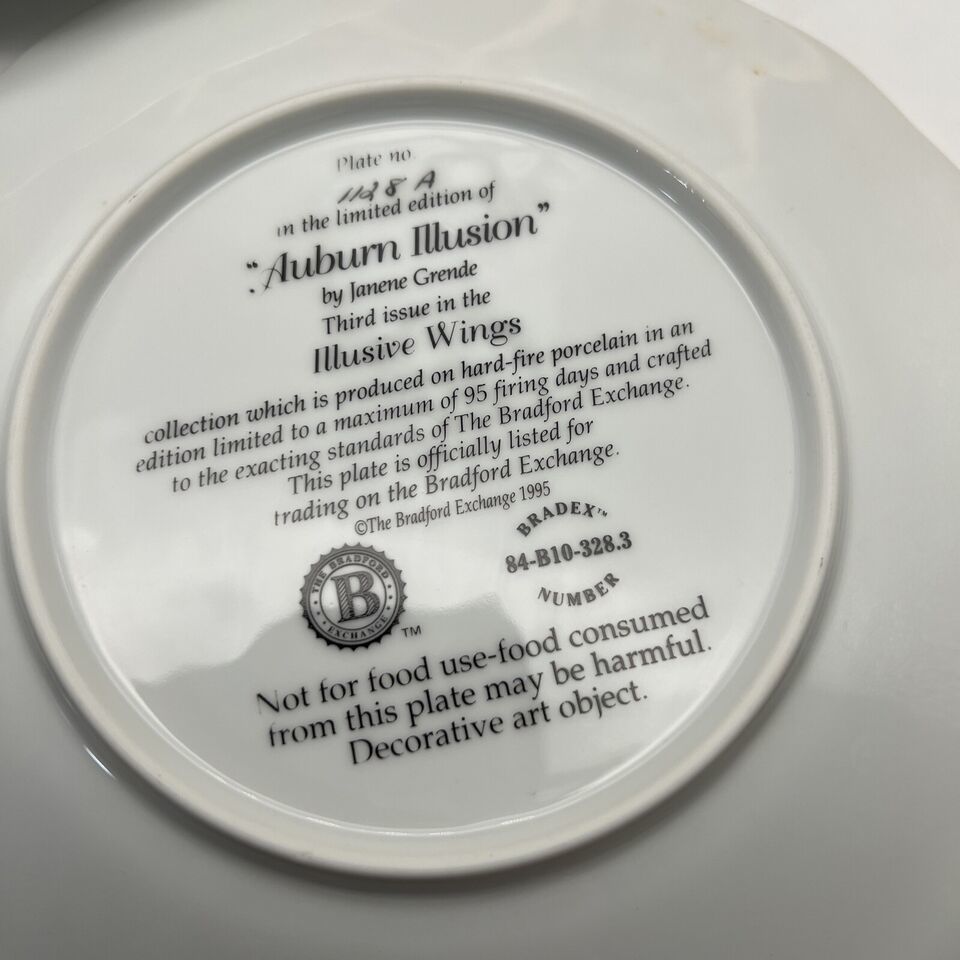 Plate no.
1128 A
in the limited edition of
"Auburn Illusion"
by Janene Grende
Third issue in the
Illusive Wings
collection which is produced on hard-fire porcelain in an
edition limited to a maximum of 95 firing days and crafted
to the exacting standards of The Bradford Exchange.
This plate is officially listed for
trading on the Bradford Exchange.
©The Bradford Exchange 1995
BRADEX™
84-B10-328.3
NUMBER
THE BRADFORD
B
EXCHANGE
TM
Not for food use-food consumed
from this plate may be harmful.
Decorative art object.